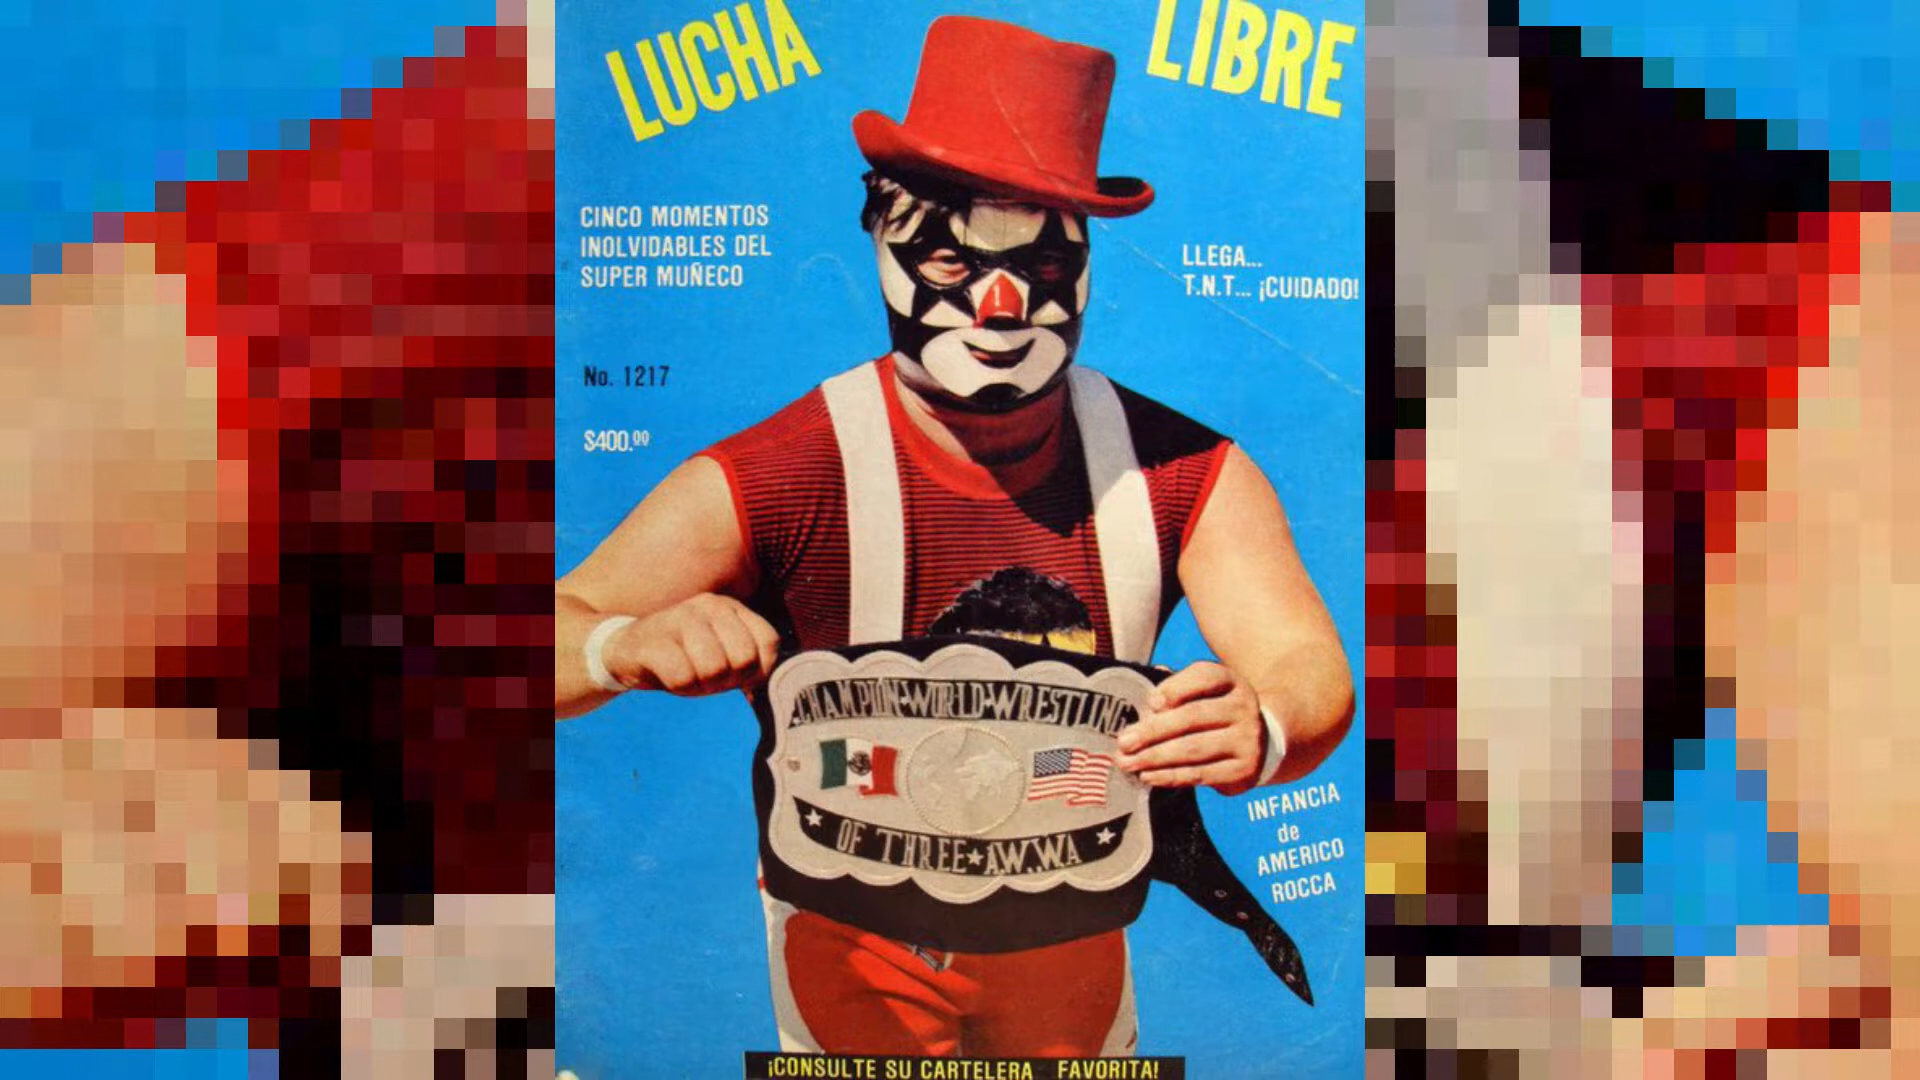 LUCHA LIBRE
CINCO MOMENTOS
INOLVIDABLES DEL
SUPER MUÑECO
LLEGA...
T.N.T... ¡CUIDADO!
No. 1217
$400.00
CHAMPION-WORLD-WRESTLING
OF THREE★A.W.W.A
INFANCIA
de
AMERICO
ROCCA
¡CONSULTE SU CARTELERA FAVORITA!